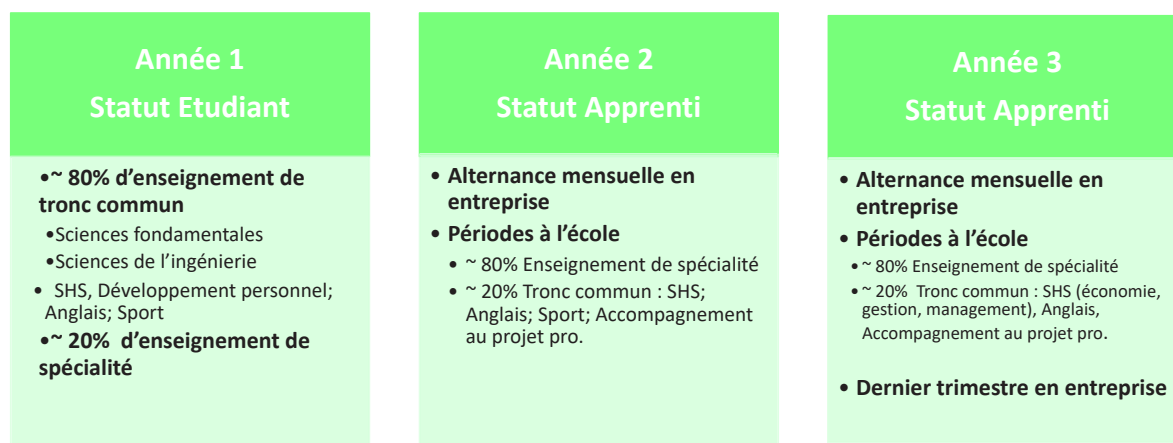 Année 1
Statut Etudiant
•~ 80% d’enseignement de
tronc commun
•Sciences fondamentales
•Sciences de l’ingénierie
• SHS, Développement personnel;
Anglais; Sport
•~ 20% d’enseignement de
spécialité
Année 2
Statut Apprenti
• Alternance mensuelle en
entreprise
• Périodes à l’école
• ~ 80% Enseignement de spécialité
• ~ 20% Tronc commun : SHS;
Anglais; Sport; Accompagnement
au projet pro.
Année 3
Statut Apprenti
• Alternance mensuelle en
entreprise
• Périodes à l’école
• ~ 80% Enseignement de spécialité
• ~ 20% Tronc commun : SHS (économie,
gestion, management), Anglais,
Accompagnement au projet pro.
• Dernier trimestre en entreprise